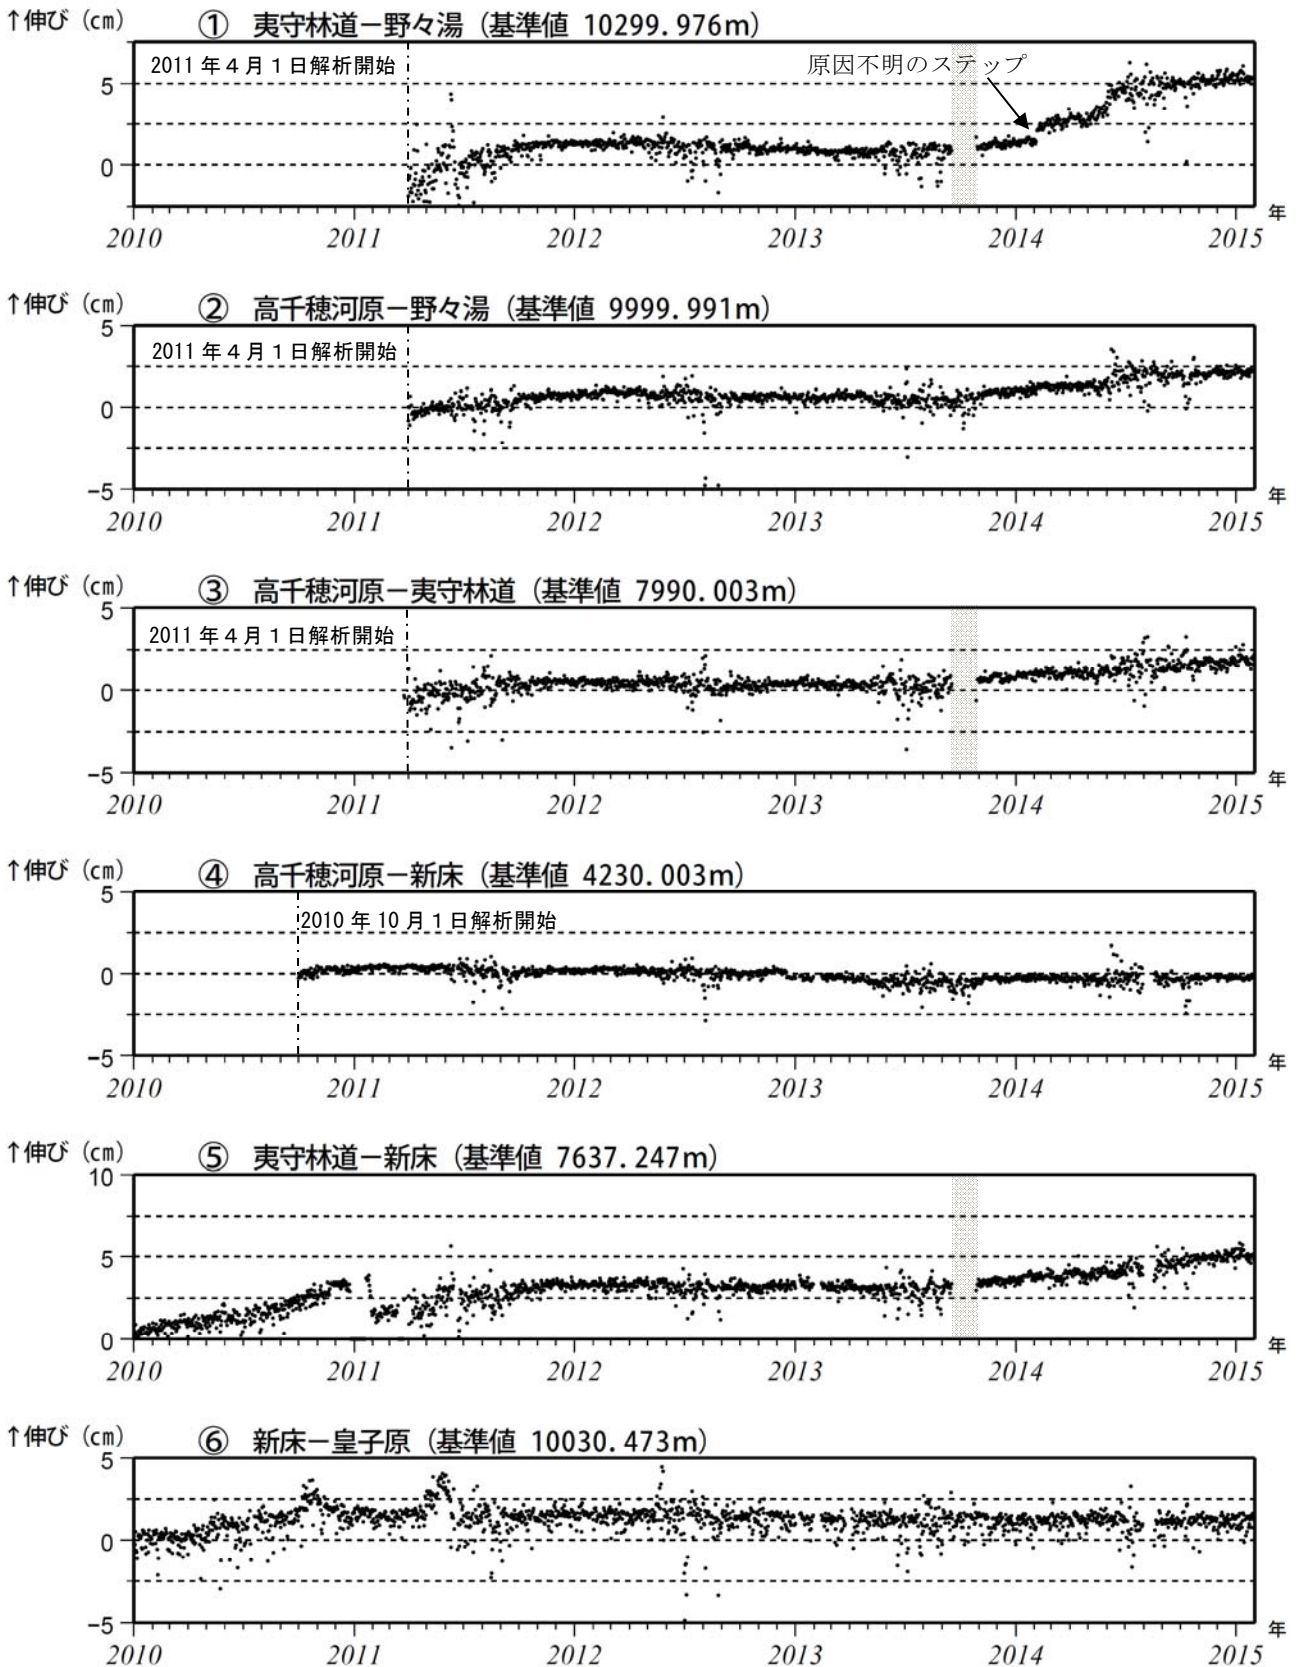 ↑伸び（cm） ① 夷守林道－野々湯（基準値 10299.976m）
2011年4月1日解析開始 原因不明のステップ
5
0
年
2010 2011 2012 2013 2014 2015
↑伸び（cm） ② 高千穂河原－野々湯（基準値 9999.991m）
5
2011年4月1日解析開始
0
−5
年
2010 2011 2012 2013 2014 2015
↑伸び（cm） ③ 高千穂河原－夷守林道（基準値 7990.003m）
5
2011年4月1日解析開始
0
−5
年
2010 2011 2012 2013 2014 2015
↑伸び（cm） ④ 高千穂河原－新床（基準値 4230.003m）
5
2010年10月1日解析開始
0
−5
年
2010 2011 2012 2013 2014 2015
↑伸び（cm） ⑤ 夷守林道－新床（基準値 7637.247m）
10
5
0
年
2010 2011 2012 2013 2014 2015
↑伸び（cm） ⑥ 新床－皇子原（基準値 10030.473m）
5
0
−5
年
2010 2011 2012 2013 2014 2015